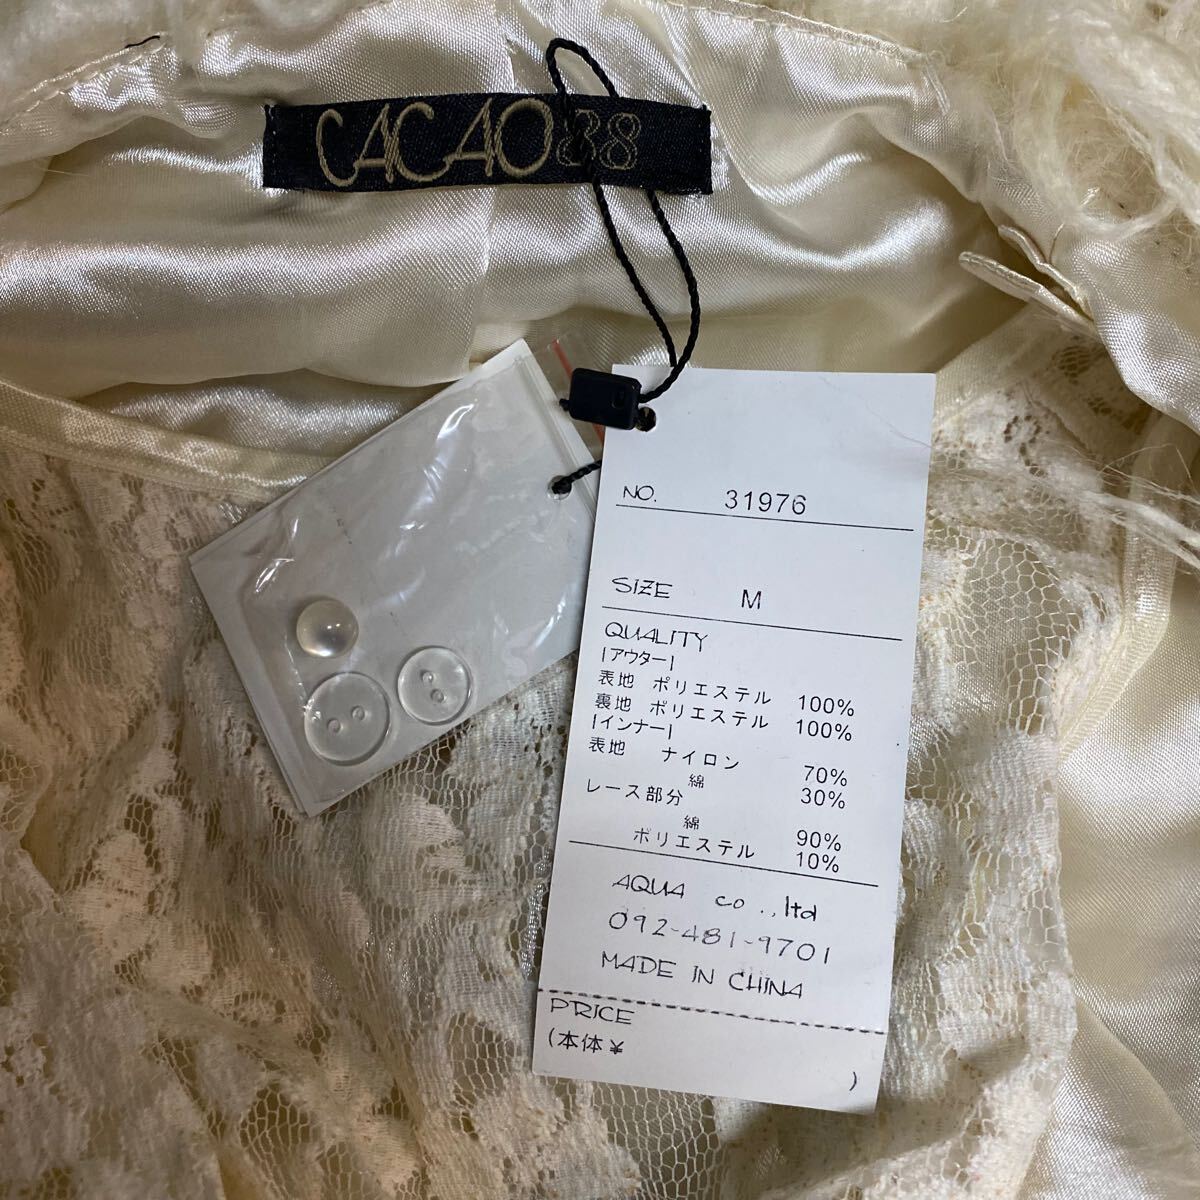 CACAO88
NO. 31976
SIZE M
QUALITY
|アウター|
表地 ポリエステル 100%
裏地 ポリエステル 100%
|インナー|
表地 ナイロン 70%
綿 30%
レース部分
綿 90%
ポリエステル 10%
AQUA co.,ltd
092-481-9701
MADE IN CHINA
PRICE
(本体¥
)